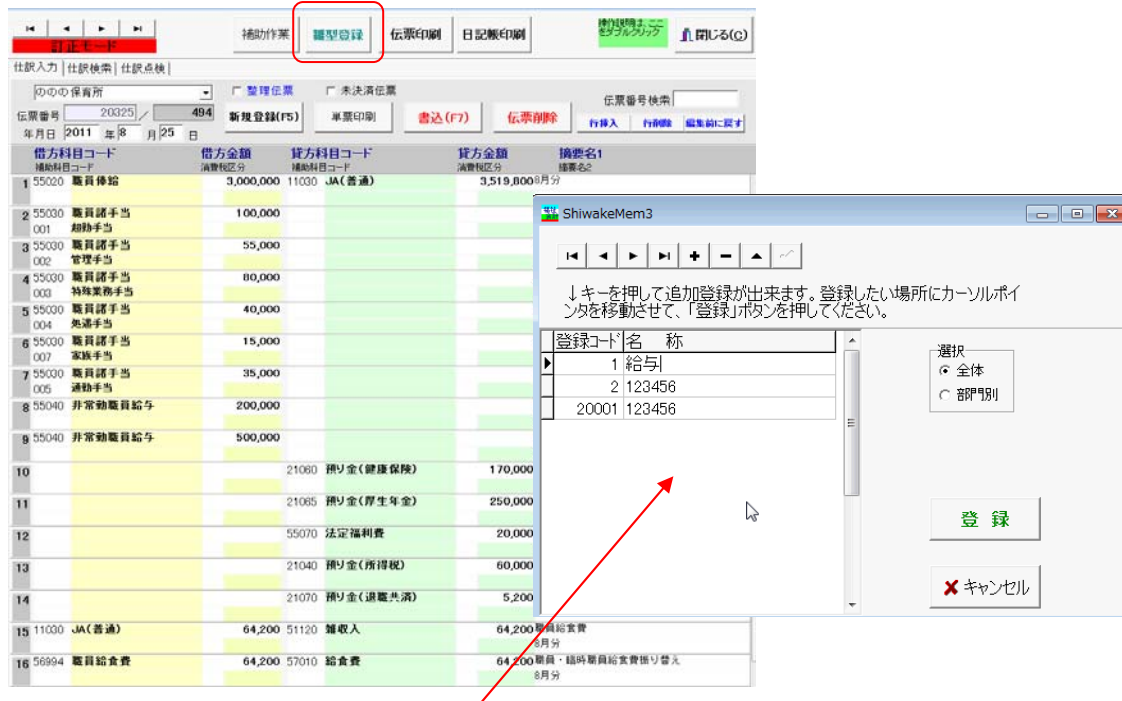 補助作業 雛型登録 伝票印刷 日記帳印刷 操作説明は、ここをダブルクリック 閉じる(C)
訂正モード
仕訳入力 仕訳検索 仕訳点検
ののの保育所 整理伝票 未決済伝票
伝票番号 20325 / 494 新規登録(F5) 単票印刷 書込(F7) 伝票削除 伝票番号検索
年月日 2011 年 8 月 25 日 行挿入 行削除 編集前に戻す
借方科目コード 借方金額 貸方科目コード 貸方金額 摘要名1
補助科目コード 消費税区分 補助科目コード 消費税区分 摘要名2
1 55020 職員俸給 3,000,000 11030 JA(普通) 3,519,800 8月分
2 55030 職員諸手当 100,000
001 超勤手当
3 55030 職員諸手当 55,000
002 管理手当
4 55030 職員諸手当 80,000
003 特殊業務手当
5 55030 職員諸手当 40,000
004 処遇手当
6 55030 職員諸手当 15,000
007 家族手当
7 55030 職員諸手当 35,000
005 通勤手当
8 55040 非常勤職員給与 200,000
9 55040 非常勤職員給与 500,000
10 21060 預り金(健康保険) 170,000
11 21065 預り金(厚生年金) 250,000
12 55070 法定福利費 20,000
13 21040 預り金(所得税) 60,000
14 21070 預り金(退職共済) 5,200
15 11030 JA(普通) 64,200 51120 雑収入 64,200 職員給食費
8月分
16 56994 職員給食費 64,200 57010 給食費 64,200 職員・臨時職員給食費振り替え
8月分
ShiwakeMem3
↓キーを押して追加登録が出来ます。登録したい場所にカーソルポイ
ンタを移動させて、「登録」ボタンを押してください。
登録コード 名 称
1 給与
2 123456
20001 123456
選択
全体
部門別
登 録
キャンセル